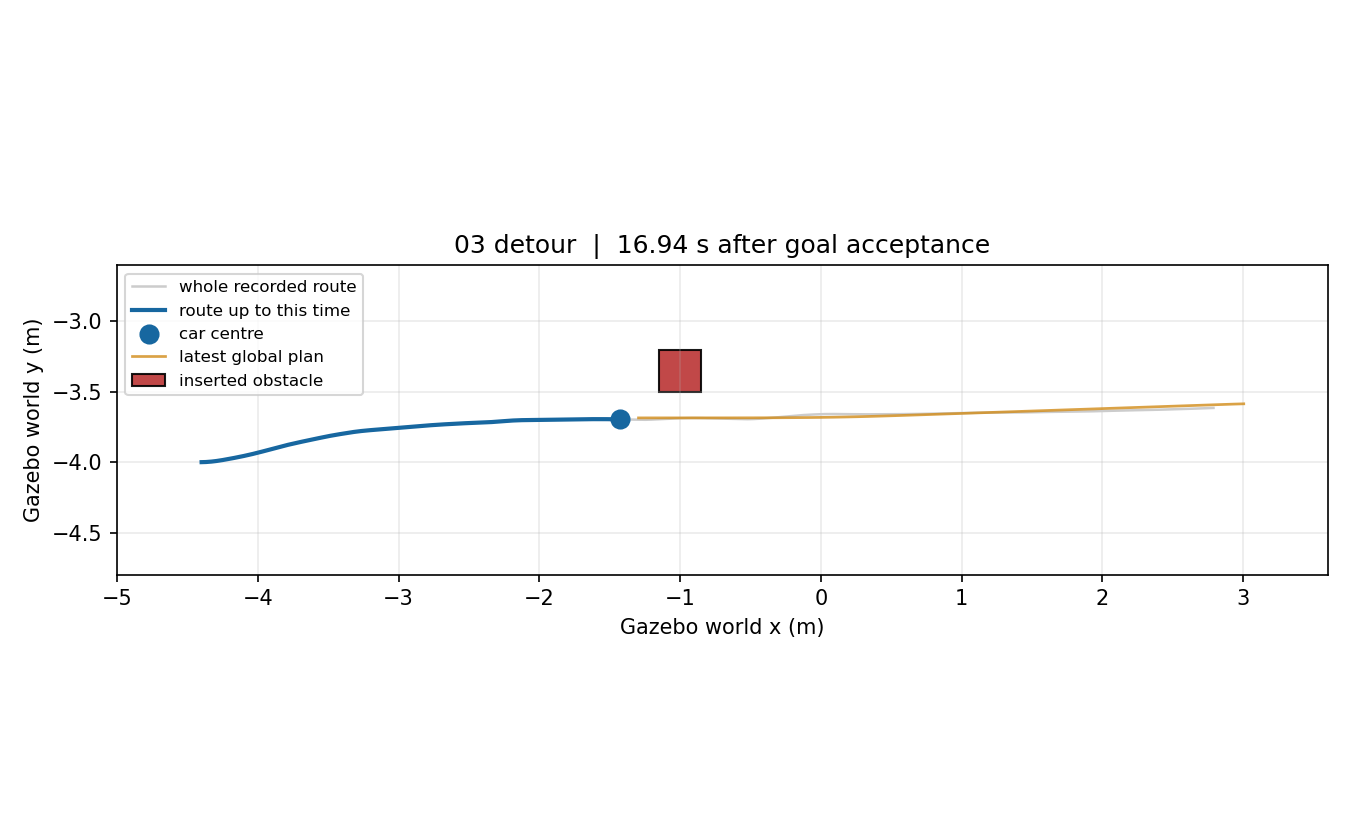 03 detour  |  16.94 s after goal acceptance
whole recorded route
route up to this time
car centre
latest global plan
inserted obstacle
Gazebo world y (m)
−3.0
−3.5
−4.0
−4.5
−5 −4 −3 −2 −1 0 1 2 3
Gazebo world x (m)